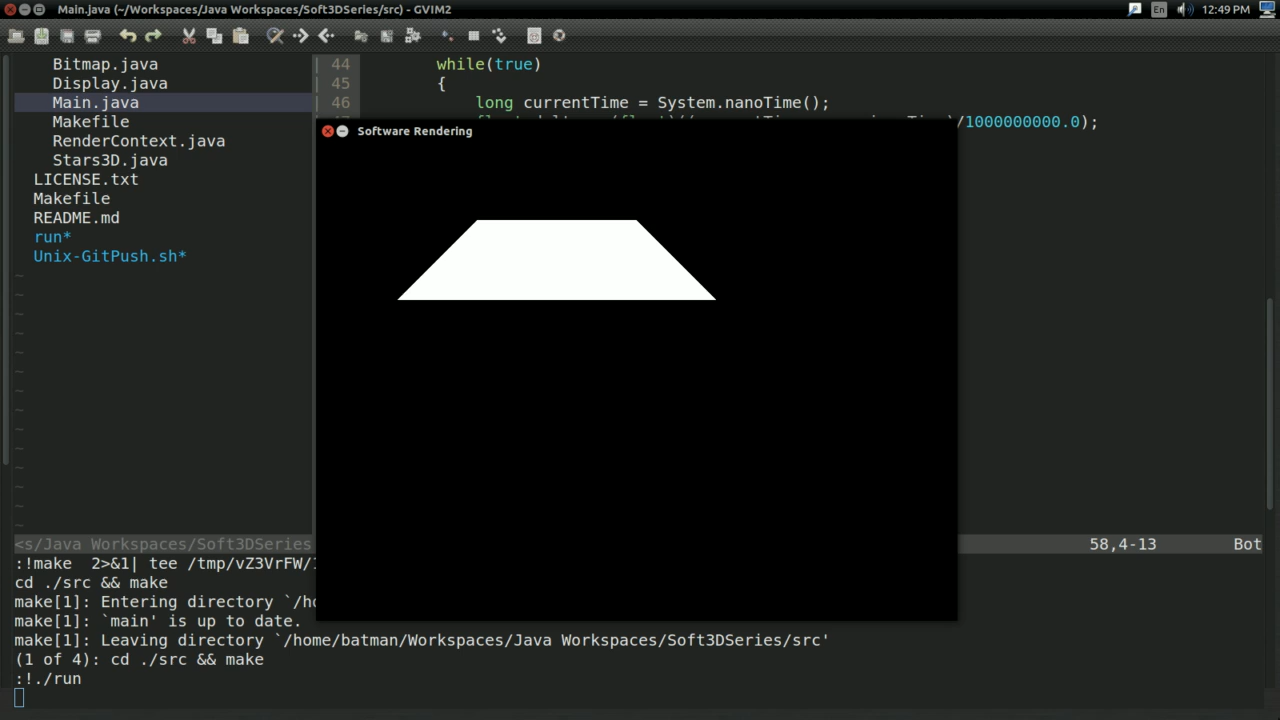 Main.java (~/Workspaces/Java Workspaces/Soft3DSeries/src) - GVIM2
En
12:49 PM
Bitmap.java
Display.java
Main.java
Makefile
RenderContext.java
Stars3D.java
LICENSE.txt
Makefile
README.md
run*
Unix-GitPush.sh*
~
~
~
~
~
~
~
~
~
~
~
~
~
~
44 while(true)
45 {
46 long currentTime = System.nanoTime();
/1000000000.0);
Software Rendering
<s/Java Workspaces/Soft3DSeries
58,4-13 Bot
:!make 2>&1| tee /tmp/vZ3VrFW/
cd ./src && make
make[1]: Entering directory `/ho
make[1]: `main' is up to date.
make[1]: Leaving directory `/home/batman/Workspaces/Java Workspaces/Soft3DSeries/src'
(1 of 4): cd ./src && make
:!./run